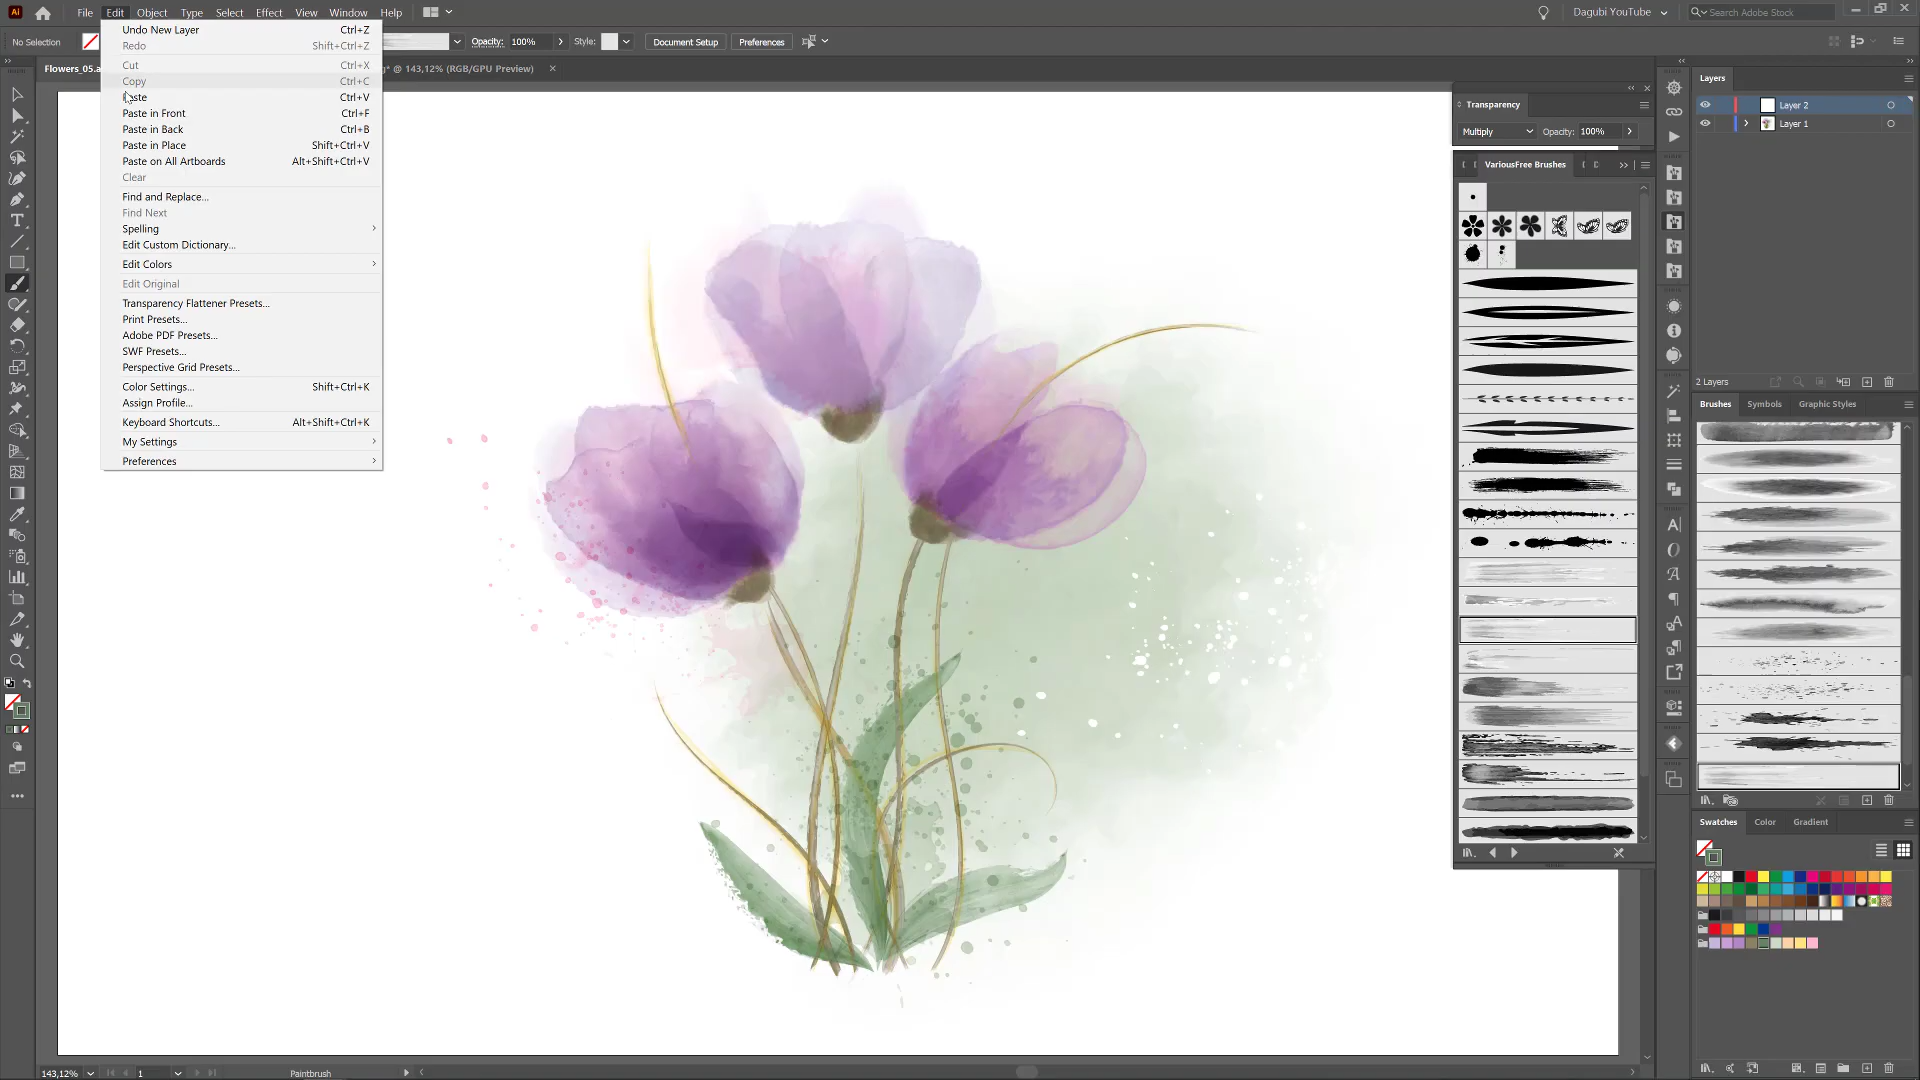 Ai File Edit Object Type Select Effect View Window Help Dagubi YouTube Search Adobe Stock
No Selection Opacity: 100% Style: Document Setup Preferences
Flowers_05.a * @ 143,12% (RGB/GPU Preview)
Undo New Layer Ctrl+Z
Redo Shift+Ctrl+Z
Cut Ctrl+X
Copy Ctrl+C
Paste Ctrl+V
Paste in Front Ctrl+F
Paste in Back Ctrl+B
Paste in Place Shift+Ctrl+V
Paste on All Artboards Alt+Shift+Ctrl+V
Clear
Find and Replace...
Find Next
Spelling
Edit Custom Dictionary...
Edit Colors
Edit Original
Transparency Flattener Presets...
Print Presets...
Adobe PDF Presets...
SWF Presets...
Perspective Grid Presets...
Color Settings... Shift+Ctrl+K
Assign Profile...
Keyboard Shortcuts... Alt+Shift+Ctrl+K
My Settings
Preferences
Transparency
Multiply Opacity: 100%
VariousFree Brushes
Layers
Layer 2
Layer 1
2 Layers
Brushes Symbols Graphic Styles
Swatches Color Gradient
143,12% 1 Paintbrush